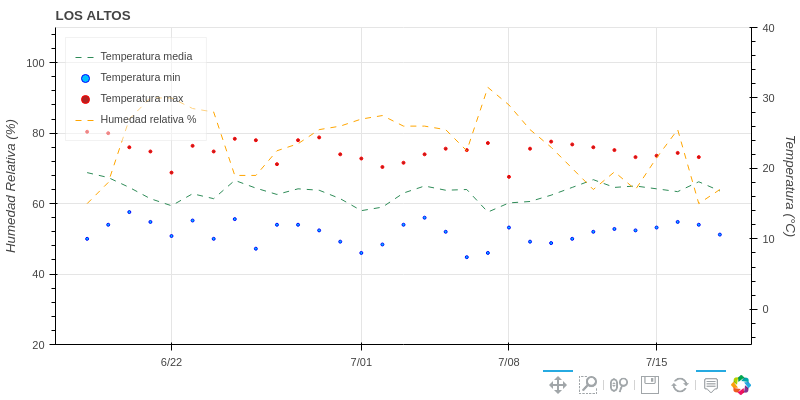 LOS ALTOS
Temperatura media
Temperatura min
Temperatura max
Humedad relativa %
Humedad Relativa (%)
100
80
60
40
20
40
30
20
10
0
Temperatura (°C)
6/22
7/01
7/08
7/15